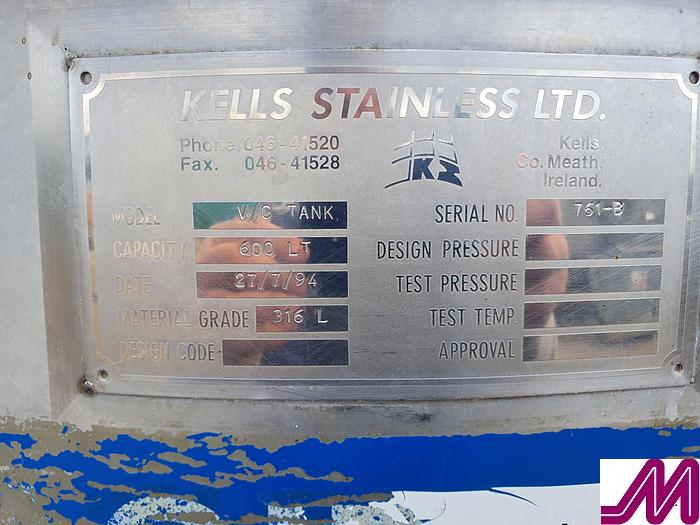 KELLS STAINLESS LTD.
Phone. 046-41520
Fax. 046-41528
KS
Kells,
Co. Meath,
Ireland.
MODEL V/C TANK
CAPACITY 600 LT
DATE 27/7/94
MATERIAL GRADE 316 L
DESIGN CODE
SERIAL NO. 761-B
DESIGN PRESSURE
TEST PRESSURE
TEST TEMP.
APPROVAL
M